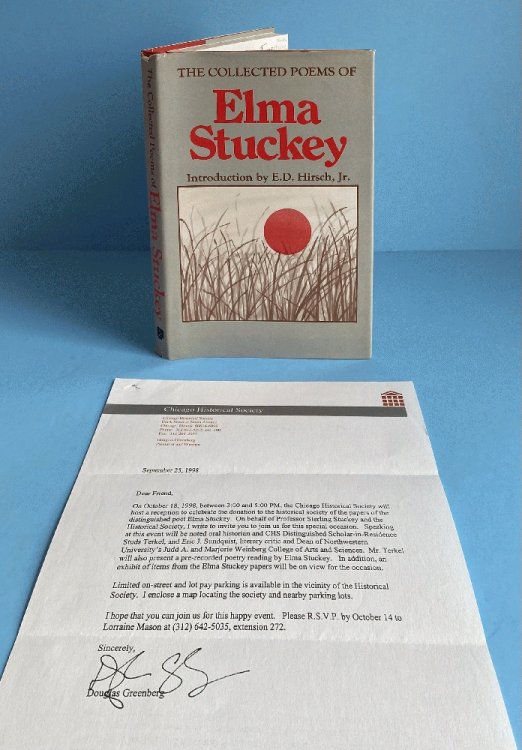 THE COLLECTED POEMS OF
Elma
Stuckey
Introduction by E.D. Hirsch, Jr.
The Collected Poems of Elma Stuckey
Chicago Historical Society
Chicago Historical Society
Douglas Greenberg
President and Director
September 25, 1998
Dear Friend,
On October 18, 1998, between 3:00 and 5:00 PM, the Chicago Historical Society will
host a reception to celebrate the donation to the historical society of the papers of the
distinguished poet Elma Stuckey. On behalf of Professor Sterling Stuckey and the
Historical Society, I write to invite you to join us for this special occasion. Speaking
at this event will be noted oral historian and CHS Distinguished Scholar-in-Residence
Studs Terkel, and Eric J. Sundquist, literary critic and Dean of Northwestern
University's Judd A. and Marjorie Weinberg College of Arts and Sciences. Mr. Terkel
will also present a pre-recorded poetry reading by Elma Stuckey. In addition, an
exhibit of items from the Elma Stuckey papers will be on view for the occasion.
Limited on-street and lot pay parking is available in the vicinity of the Historical
Society. I enclose a map locating the society and nearby parking lots.
I hope that you can join us for this happy event. Please R.S.V.P. by October 14 to
Lorraine Mason at (312) 642-5035, extension 272.
Sincerely,
Douglas Greenberg